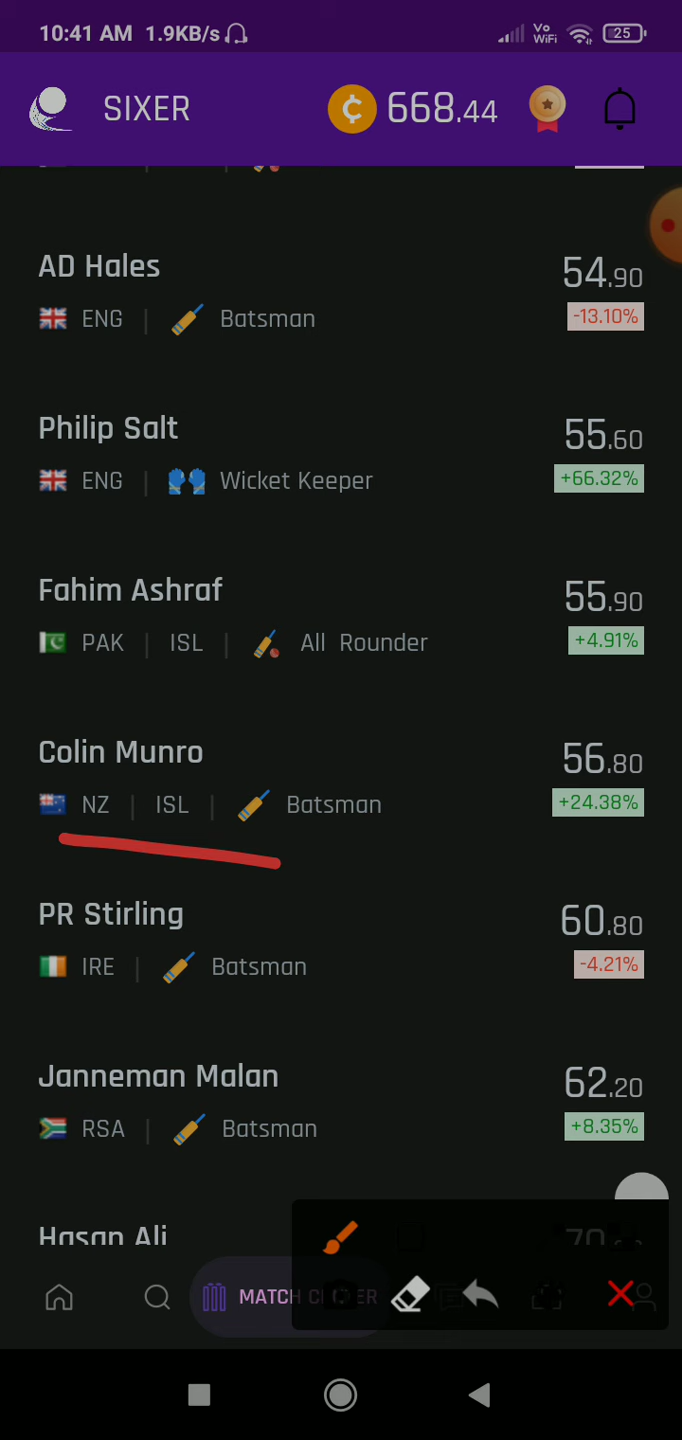 10:41 AM 1.9KB/s Vo WiFi 25
SIXER ¢ 668.44
AD Hales 54.90
ENG | Batsman -13.10%
Philip Salt 55.60
ENG | Wicket Keeper +66.32%
Fahim Ashraf 55.90
PAK | ISL | All Rounder +4.91%
Colin Munro 56.80
NZ | ISL | Batsman +24.38%
PR Stirling 60.80
IRE | Batsman -4.21%
Janneman Malan 62.20
RSA | Batsman +8.35%
Hasan Ali
MATCH